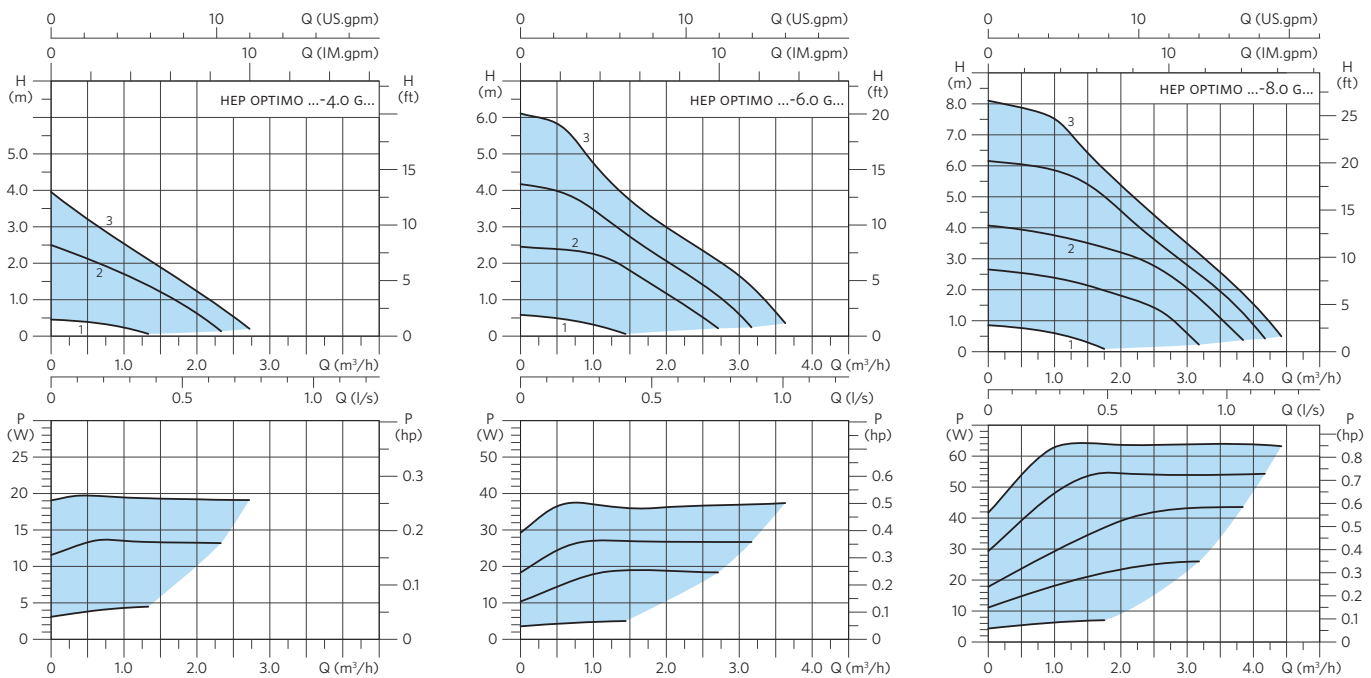 0 10 Q (US.gpm)
0 10 Q (IM.gpm)
H (m) H (ft)
HEP OPTIMO ...-4.0 G...
5.0 15
4.0
3.0 3 10
2.0 2 5
1.0 1
0 0
1.0 2.0 3.0 Q (m³/h)
0 0.5 1.0 Q (l/s)
P (W) P (hp)
25 0.3
20
15 0.2
10 0.1
5
0 0
0 1.0 2.0 3.0 Q (m³/h)
0 10 Q (US.gpm)
0 10 Q (IM.gpm)
H (m) H (ft)
HEP OPTIMO ...-6.0 G...
6.0 20
5.0 3 15
4.0
3.0 10
2.0 2 5
1.0 1
0 0
1.0 2.0 3.0 4.0 Q (m³/h)
0 0.5 1.0 Q (l/s)
P (W) P (hp)
50 0.6
40 0.5
30 0.4
0.3
20 0.2
10 0.1
0 0
0 1.0 2.0 3.0 4.0 Q (m³/h)
0 10 Q (US.gpm)
0 10 Q (IM.gpm)
H (m) H (ft)
HEP OPTIMO ...-8.0 G...
8.0 25
7.0 3
6.0 20
5.0 15
4.0
3.0 2 10
2.0 5
1.0 1
0 0
1.0 2.0 3.0 4.0 Q (m³/h)
0 0.5 1.0 Q (l/s)
P (W) P (hp)
60 0.8
50 0.7
0.6
40 0.5
30 0.4
0.3
20 0.2
10 0.1
0 0
0 1.0 2.0 3.0 4.0 Q (m³/h)